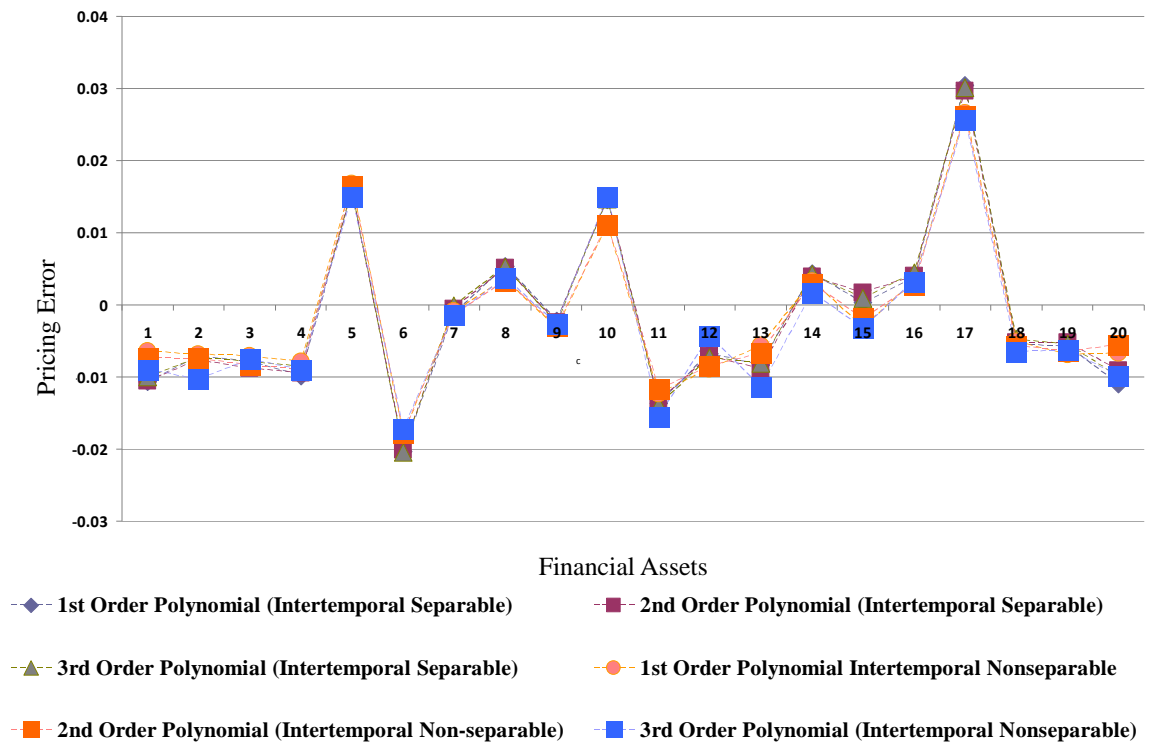 0.04
0.03
0.02
0.01
0
0.01
-0.02
-0.03
Pricing Error
1 2 3 4 5 6 7 8 9 10 11 12 13 14 15 16 17 18 19 20
c
Financial Assets
1st Order Polynomial (Intertemporal Separable)
2nd Order Polynomial (Intertemporal Separable)
3rd Order Polynomial (Intertemporal Separable)
1st Order Polynomial Intertemporal Nonseparable
2nd Order Polynomial (Intertemporal Non-separable)
3rd Order Polynomial (Intertemporal Nonseparable)